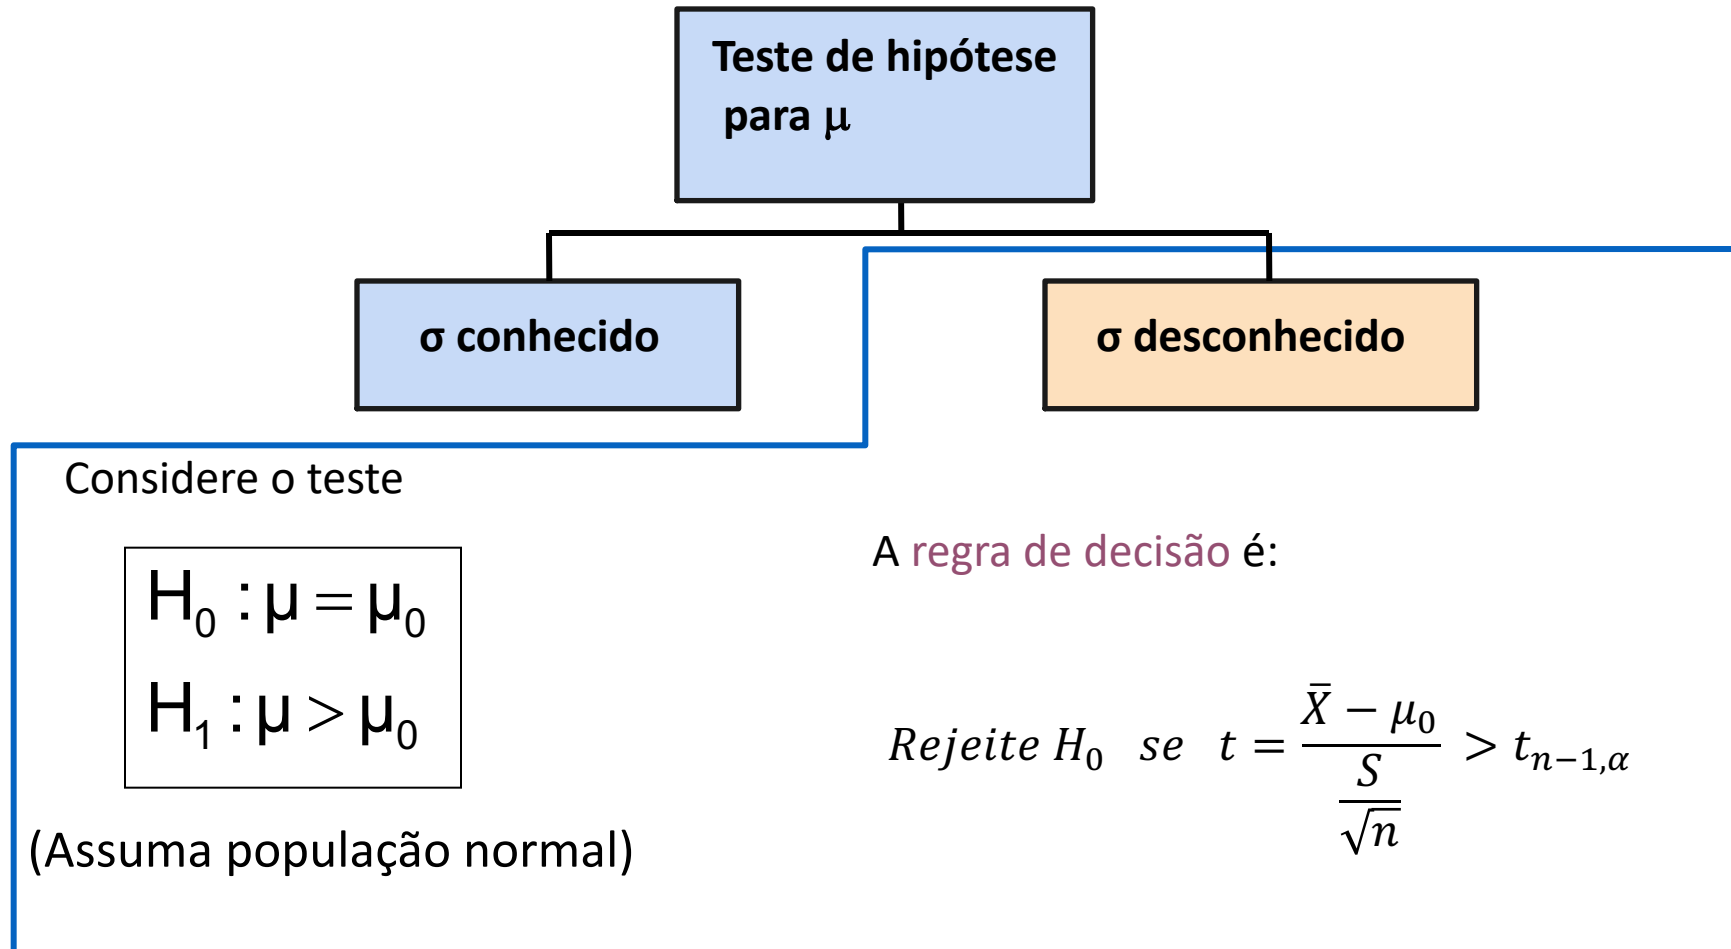 Teste de hipótese
para μ
σ conhecido
σ desconhecido
Considere o teste
H₀ : μ = μ₀
H₁ : μ > μ₀
(Assuma população normal)
A regra de decisão é:
Rejeite H₀ se t = (X̄ − μ₀) / (S / √n) > tₙ₋₁,α